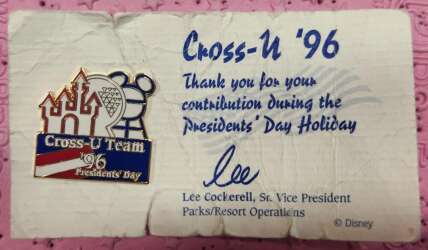 Cross-U Team
'96
Presidents' Day
Cross-U '96
Thank you for your
contribution during the
Presidents' Day Holiday
Lee
Lee Cockerell, Sr. Vice President
Parks/Resort Operations
© Disney